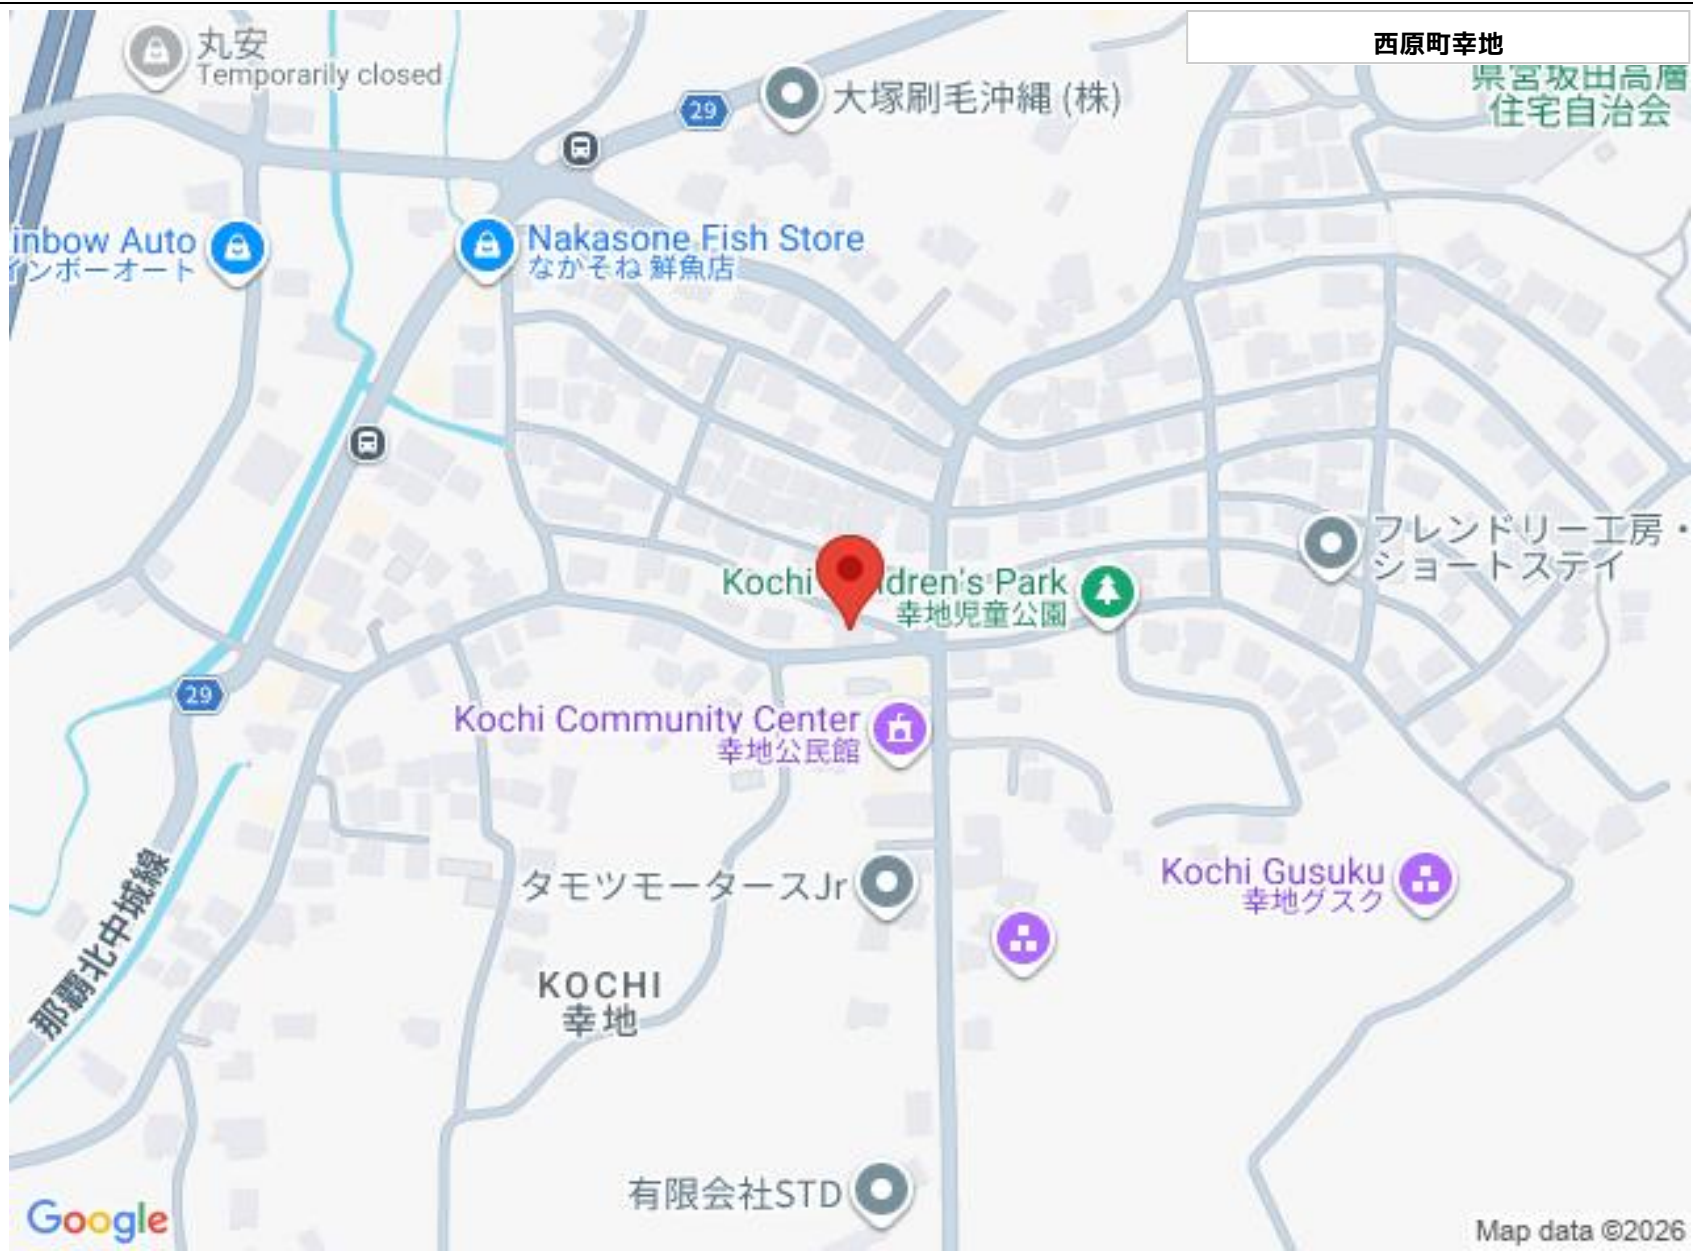 西原町幸地
丸安
Temporarily closed
29
大塚刷毛沖縄 (株)
県営坂田高層
住宅自治会
inbow Auto
インボーオート
Nakasone Fish Store
なかそね 鮮魚店
フレンドリー工房・
ショートステイ
Kochi
ldren's Park
幸地児童公園
29
Kochi Community Center
幸地公民館
タモツモータースJr
Kochi Gusuku
幸地グスク
那覇北中城線
KOCHI
幸地
有限会社STD
Google
Map data ©2026